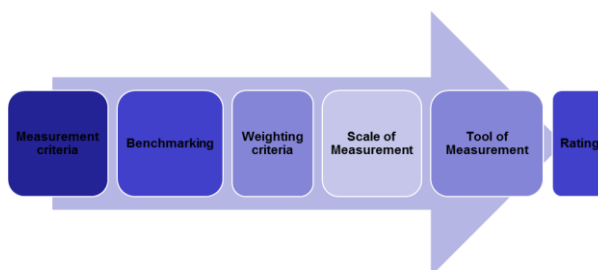 Measurement
criteria
Benchmarking
Weighting
criteria
Scale of
Measurement
Tool of
Measurement
Rating